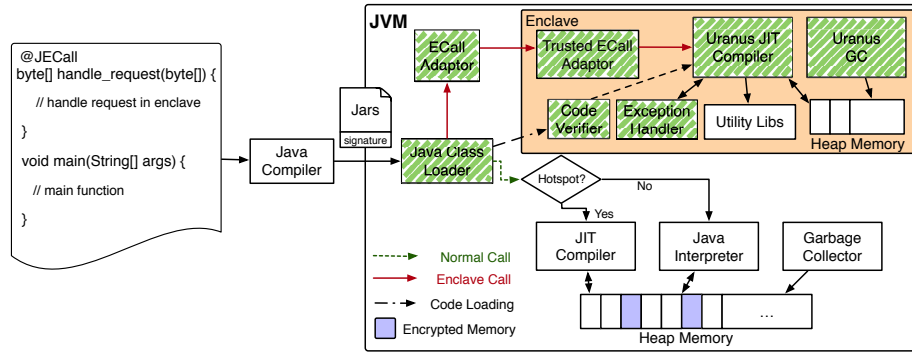 @JECall
byte[] handle_request(byte[]) {
// handle request in enclave
}
void main(String[] args) {
// main function
}
Java
Compiler
Jars
signature
JVM
ECall
Adaptor
Java Class
Loader
Enclave
Trusted ECall
Adaptor
Uranus JIT
Compiler
Uranus
GC
Code
Verifier
Exception
Handler
Utility Libs
Heap Memory
Hotspot?
No
Yes
JIT
Compiler
Java
Interpreter
Garbage
Collector
...
Heap Memory
Normal Call
Enclave Call
Code Loading
Encrypted Memory